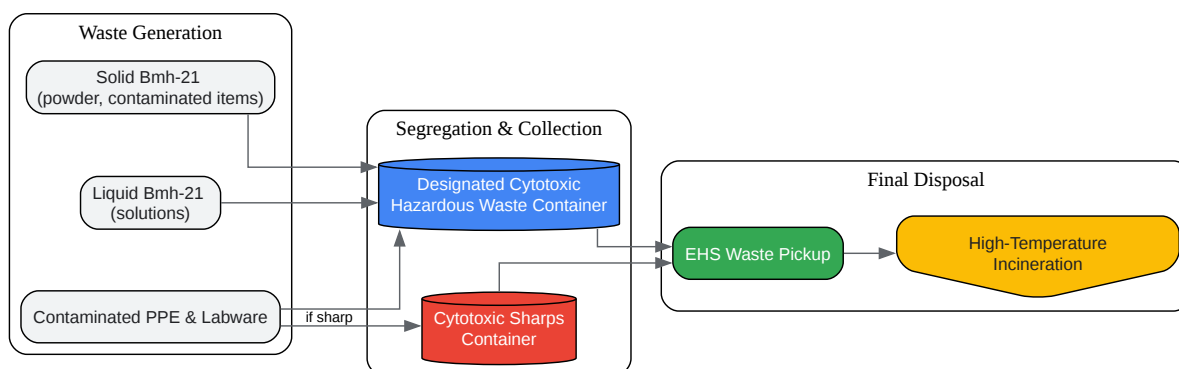 Waste Generation
Solid Bmh-21
(powder, contaminated items)
Liquid Bmh-21
(solutions)
Contaminated PPE & Labware
if sharp
Segregation & Collection
Designated Cytotoxic
Hazardous Waste Container
Cytotoxic Sharps
Container
Final Disposal
EHS Waste Pickup
High-Temperature
Incineration